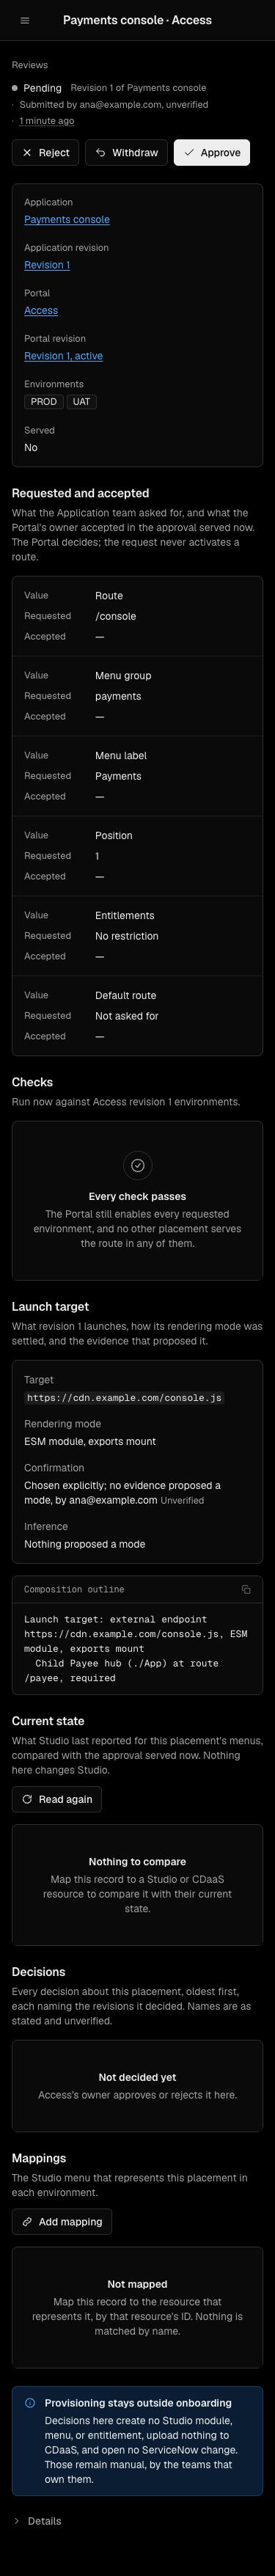 Payments console · Access
Reviews
Pending Revision 1 of Payments console
· Submitted by ana@example.com, unverified
· 1 minute ago
Reject Withdraw Approve
Application
Payments console
Application revision
Revision 1
Portal
Access
Portal revision
Revision 1, active
Environments
PROD UAT
Served
No
Requested and accepted
What the Application team asked for, and what the
Portal's owner accepted in the approval served now.
The Portal decides; the request never activates a
route.
Value Route
Requested /console
Accepted —
Value Menu group
Requested payments
Accepted —
Value Menu label
Requested Payments
Accepted —
Value Position
Requested 1
Accepted —
Value Entitlements
Requested No restriction
Accepted —
Value Default route
Requested Not asked for
Accepted —
Checks
Run now against Access revision 1 environments.
Every check passes
The Portal still enables every requested
environment, and no other placement serves
the route in any of them.
Launch target
What revision 1 launches, how its rendering mode was
settled, and the evidence that proposed it.
Target
https://cdn.example.com/console.js
Rendering mode
ESM module, exports mount
Confirmation
Chosen explicitly; no evidence proposed a
mode, by ana@example.com Unverified
Inference
Nothing proposed a mode
Composition outline
Launch target: external endpoint
https://cdn.example.com/console.js, ESM
module, exports mount
Child Payee hub (./App) at route
/payee, required
Current state
What Studio last reported for this placement's menus,
compared with the approval served now. Nothing
here changes Studio.
Read again
Nothing to compare
Map this record to a Studio or CDaaS
resource to compare it with their current
state.
Decisions
Every decision about this placement, oldest first,
each naming the revisions it decided. Names are as
stated and unverified.
Not decided yet
Access's owner approves or rejects it here.
Mappings
The Studio menu that represents this placement in
each environment.
Add mapping
Not mapped
Map this record to the resource that
represents it, by that resource's ID. Nothing is
matched by name.
Provisioning stays outside onboarding
Decisions here create no Studio module,
menu, or entitlement, upload nothing to
CDaaS, and open no ServiceNow change.
Those remain manual, by the teams that
own them.
Details